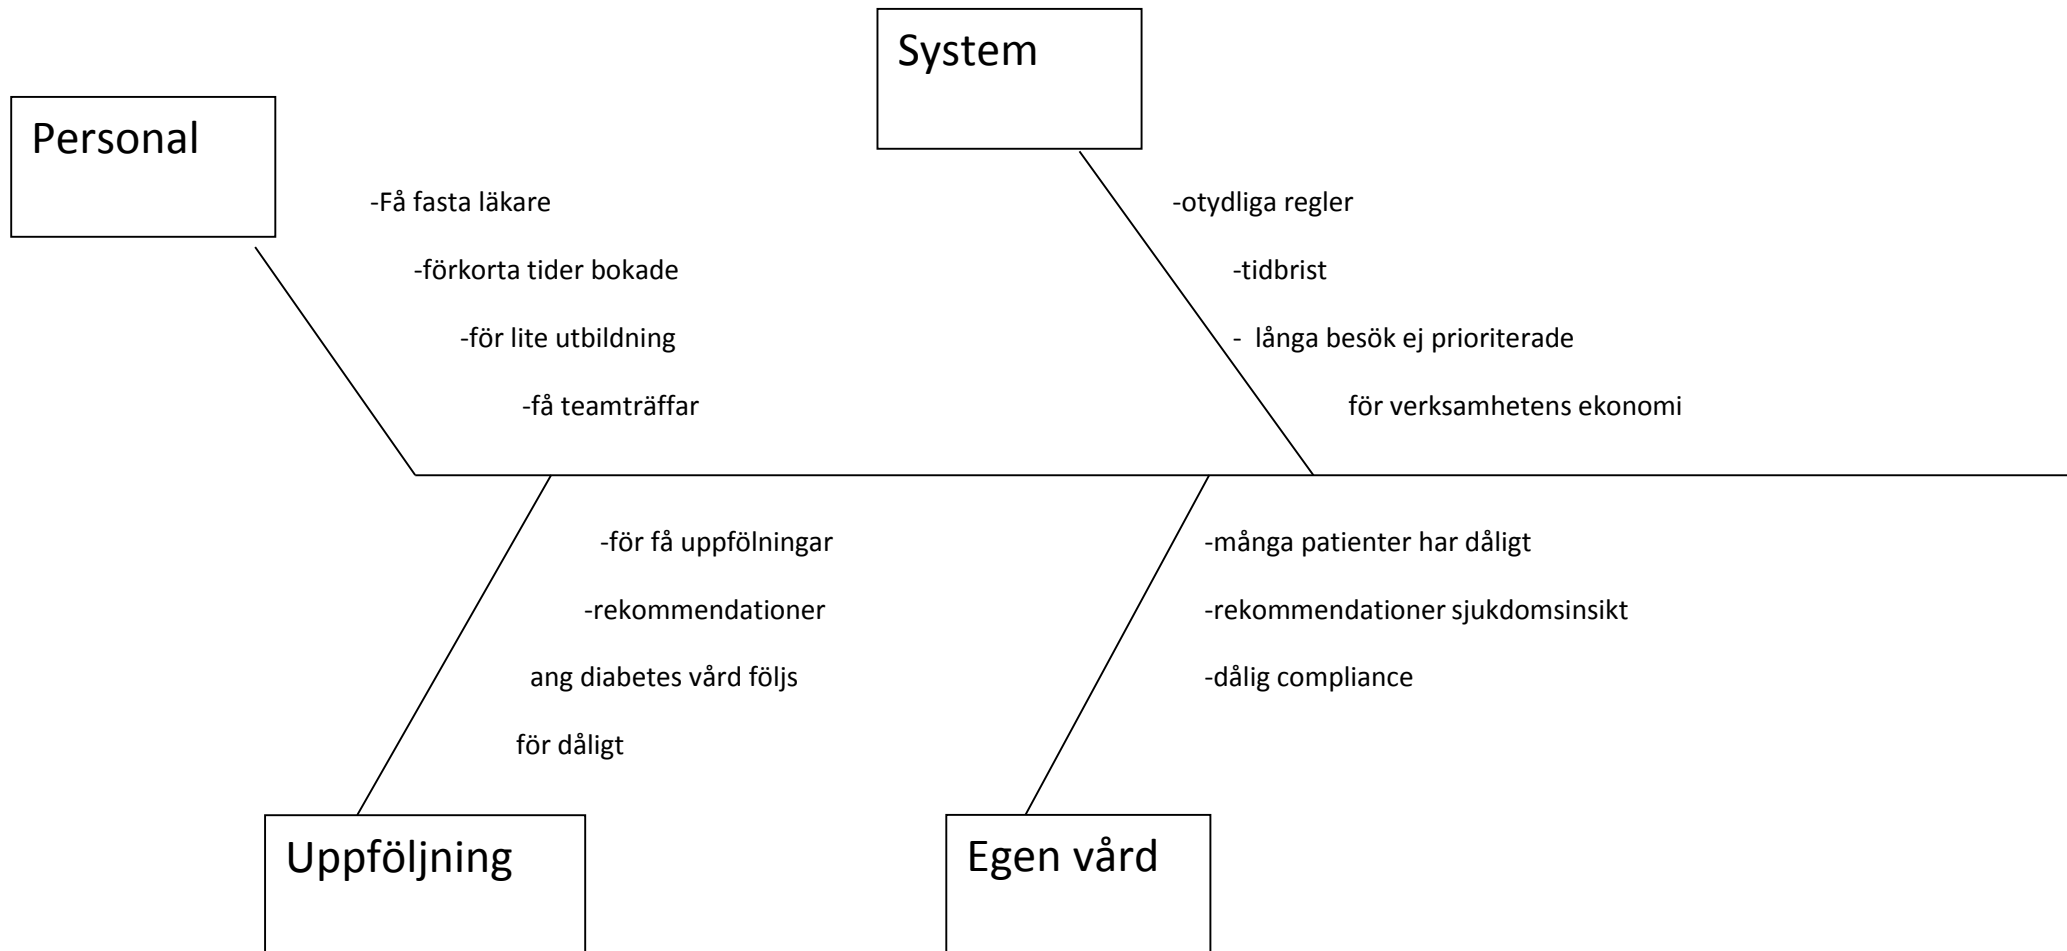 System
Personal
-Få fasta läkare
-förkorta tider bokade
-för lite utbildning
-få teamträffar
-otydliga regler
-tidbrist
- långa besök ej prioriterade
för verksamhetens ekonomi
-för få uppfölningar
-rekommendationer
ang diabetes vård följs
för dåligt
-många patienter har dåligt
-rekommendationer sjukdomsinsikt
-dålig compliance
Uppföljning
Egen vård